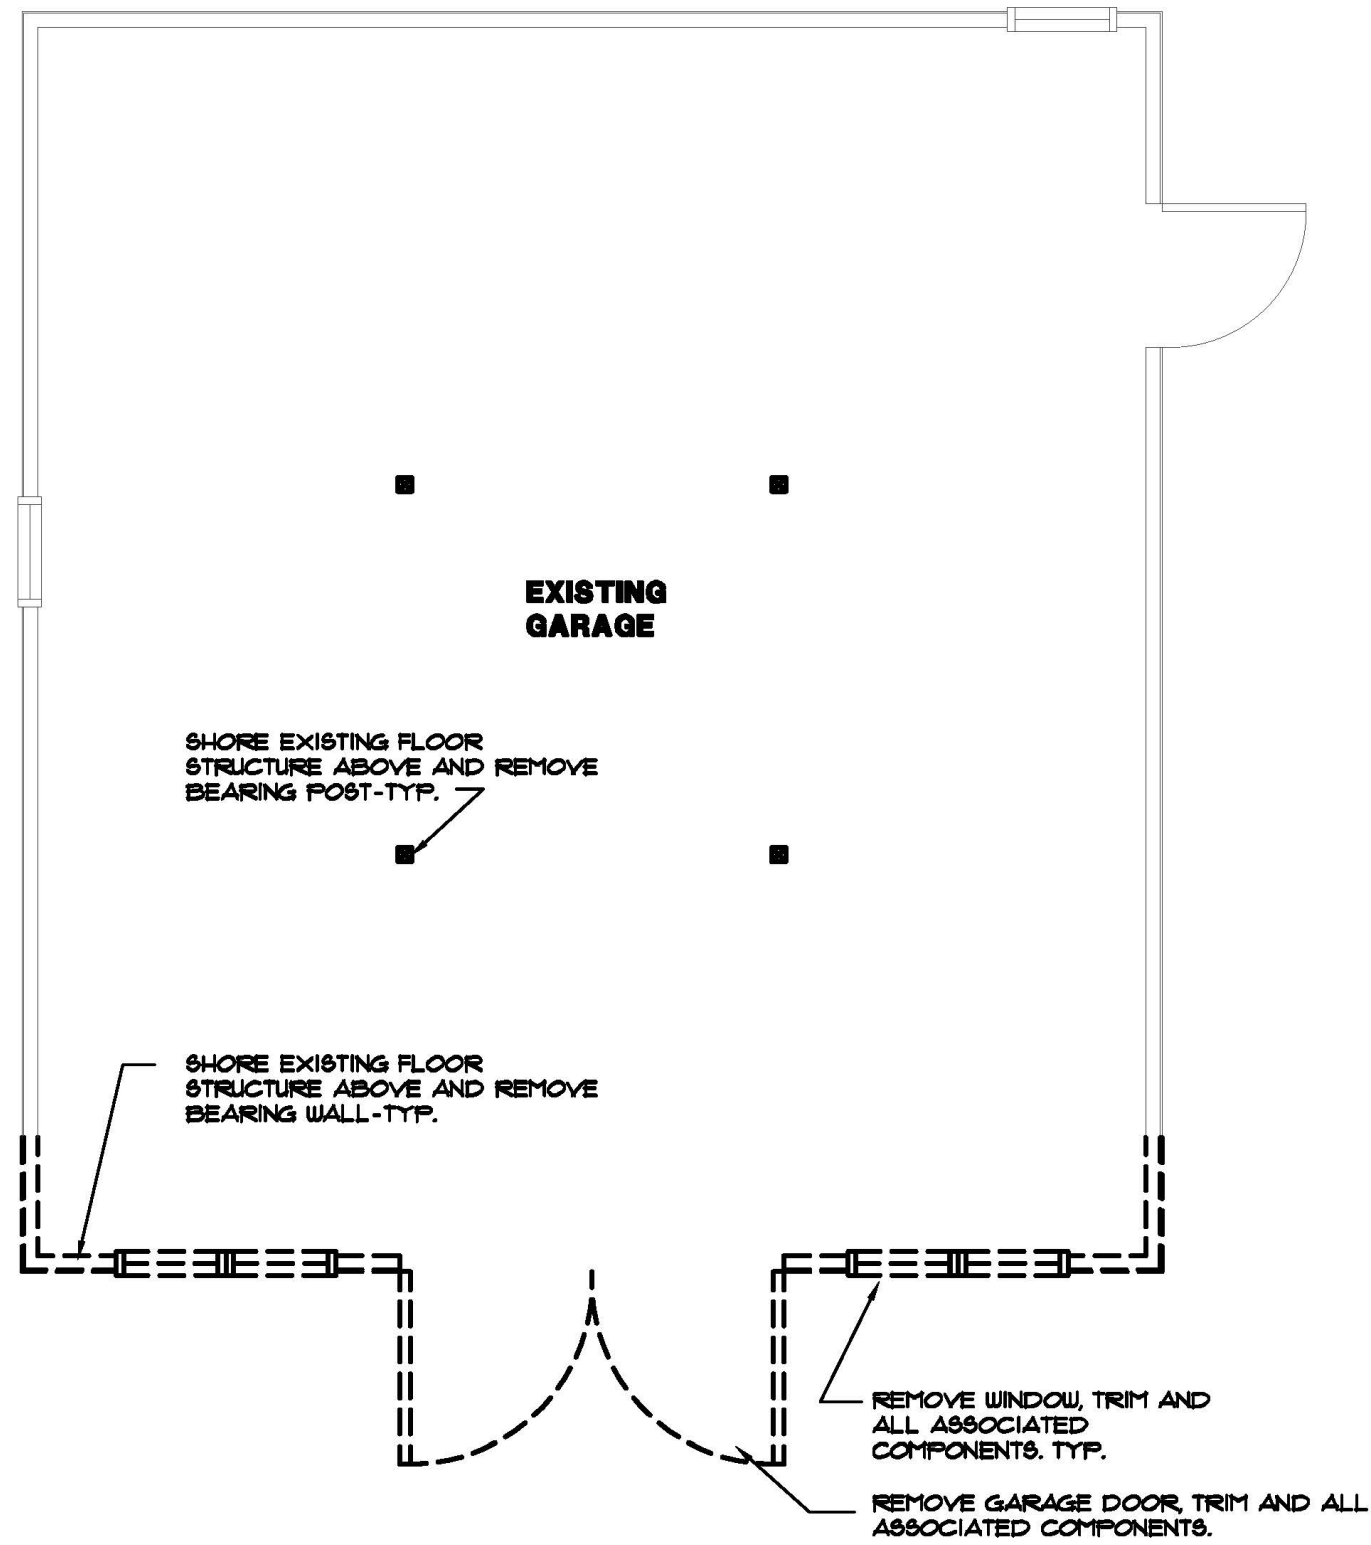 EXISTING
GARAGE
SHORE EXISTING FLOOR
STRUCTURE ABOVE AND REMOVE
BEARING POST-TYP.
SHORE EXISTING FLOOR
STRUCTURE ABOVE AND REMOVE
BEARING WALL-TYP.
REMOVE WINDOW, TRIM AND
ALL ASSOCIATED
COMPONENTS. TYP.
REMOVE GARAGE DOOR, TRIM AND ALL
ASSOCIATED COMPONENTS.